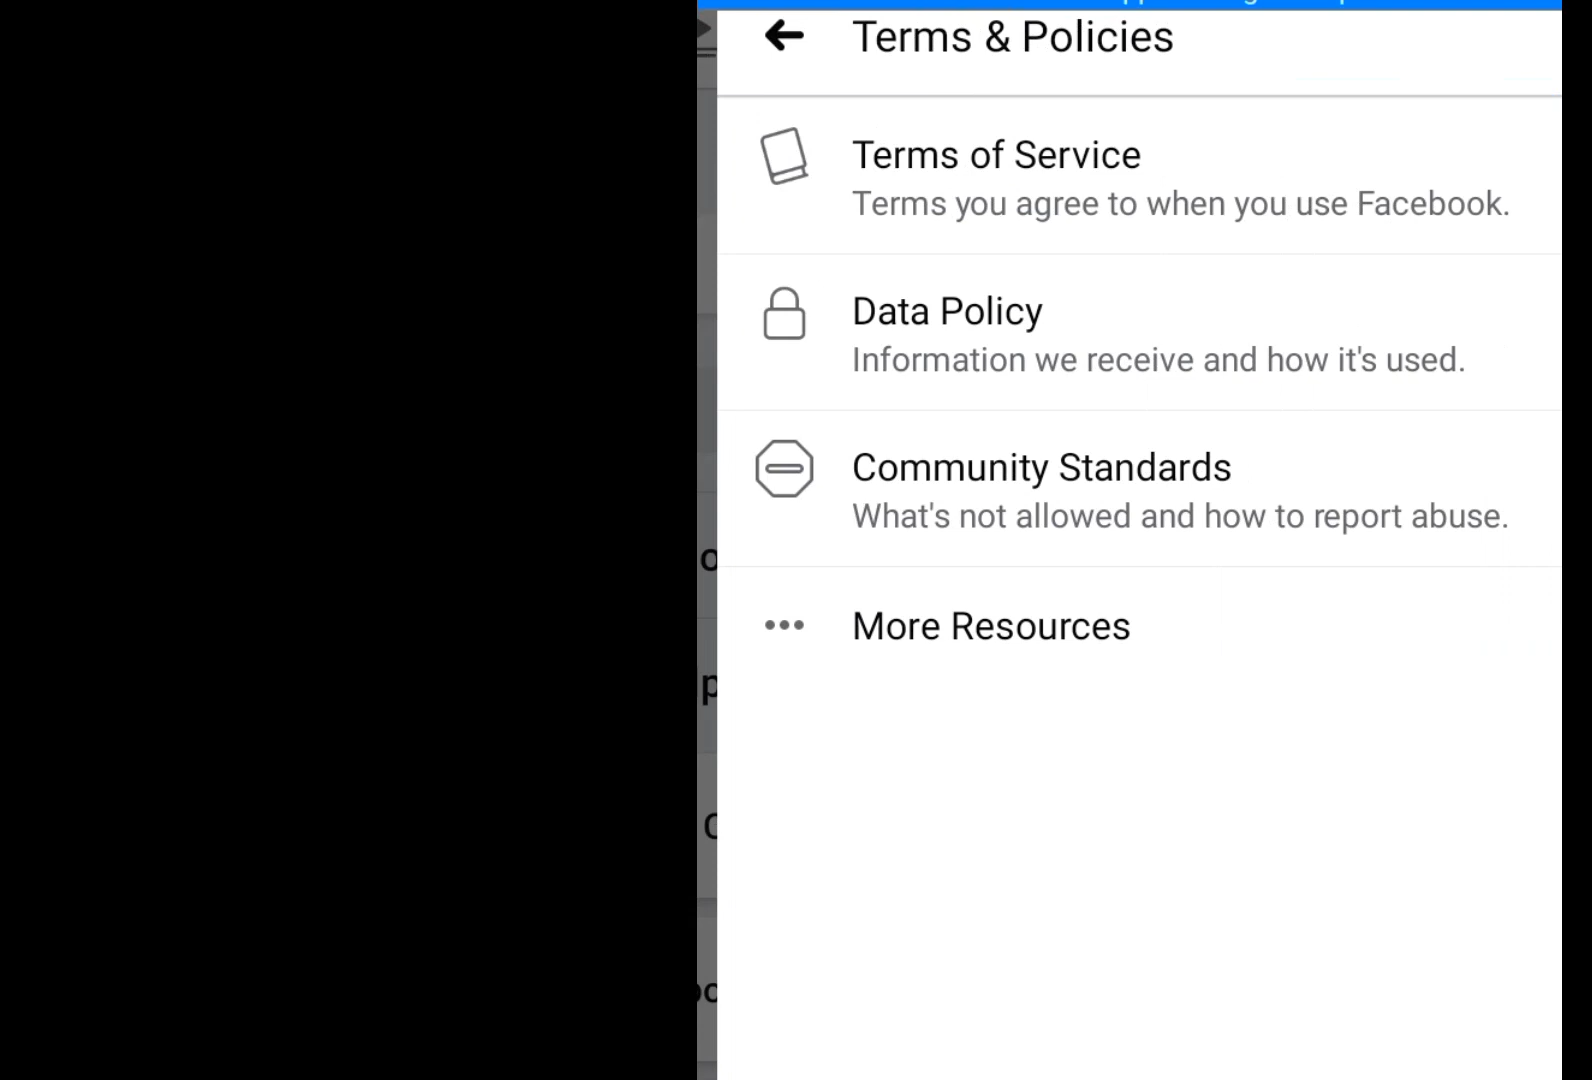 Terms & Policies
Terms of Service
Terms you agree to when you use Facebook.
Data Policy
Information we receive and how it's used.
Community Standards
What's not allowed and how to report abuse.
More Resources